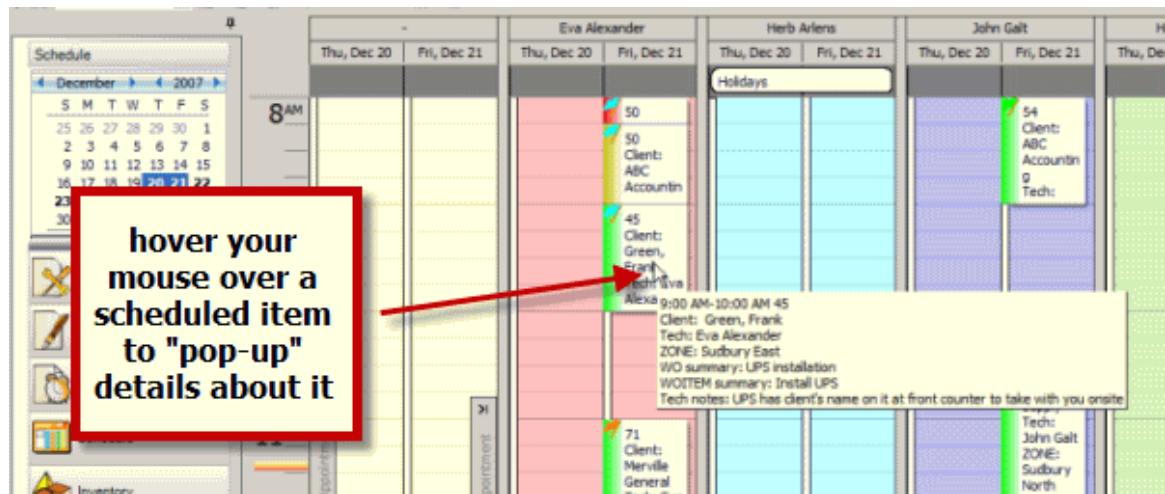 -
Eva Alexander
Herb Arlens
John Galt
H
Schedule
Thu, Dec 20 Fri, Dec 21 Thu, Dec 20 Fri, Dec 21 Thu, Dec 20 Fri, Dec 21 Thu, Dec 20 Fri, Dec 21 Thu, De
December 2007
Holidays
S M T W T F S
25 26 27 28 29 30 1
2 3 4 5 6 7 8
9 10 11 12 13 14 15
16 17 18 19 20 21 22
23
30
8 AM
50
50
Client:
ABC
Accountin
45
Client:
Green,
Frank
Tech: Eva
Alexa
54
Client:
ABC
Accountin
g
Tech:
hover your
mouse over a
scheduled item
to "pop-up"
details about it
9:00 AM-10:00 AM 45
Client: Green, Frank
Tech: Eva Alexander
ZONE: Sudbury East
WO summary: UPS installation
WOITEM summary: Install UPS
Tech notes: UPS has client's name on it at front counter to take with you onsite
71
Client:
Merville
General
Tech:
John Galt
ZONE:
Sudbury
North
Inventory